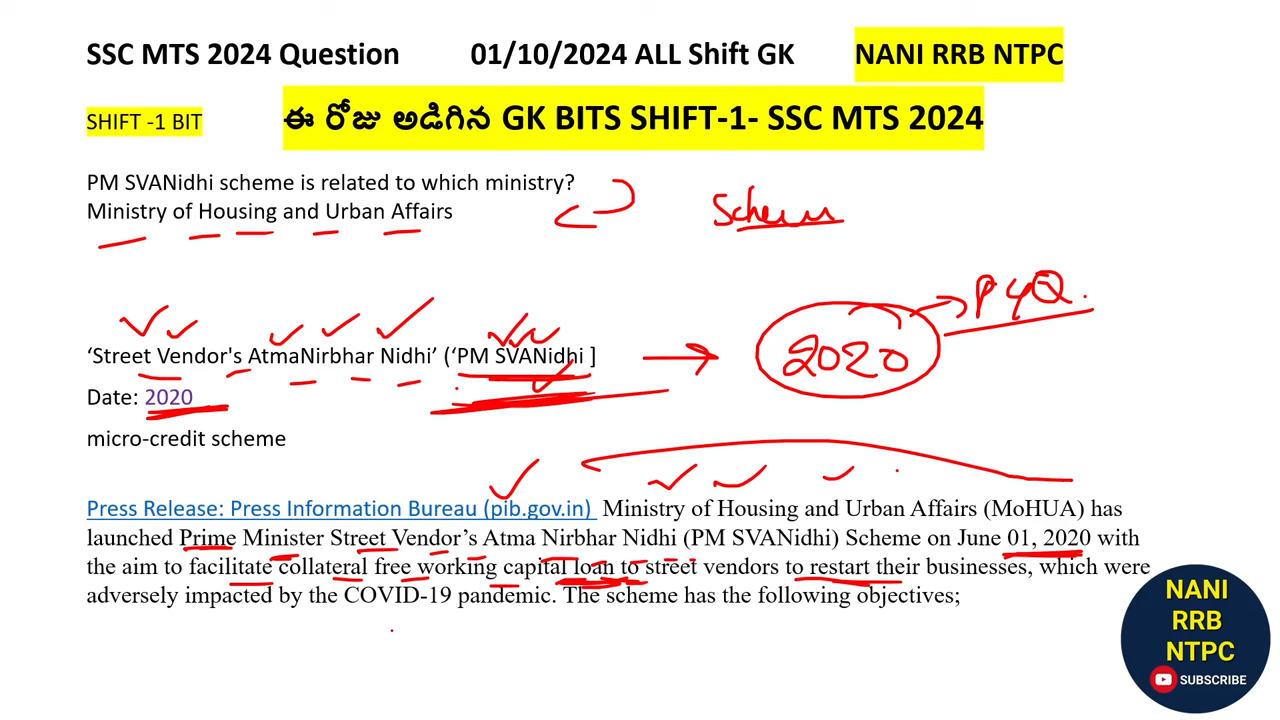 SSC MTS 2024 Question 01/10/2024 ALL Shift GK NANI RRB NTPC
SHIFT -1 BIT ఈ రోజు అడిగిన GK BITS SHIFT-1- SSC MTS 2024
PM SVANidhi scheme is related to which ministry?
Ministry of Housing and Urban Affairs
Scheme
PYQ
‘Street Vendor's AtmaNirbhar Nidhi’ (‘PM SVANidhi ]
2020
Date: 2020
micro-credit scheme
Press Release: Press Information Bureau (pib.gov.in) Ministry of Housing and Urban Affairs (MoHUA) has
launched Prime Minister Street Vendor’s Atma Nirbhar Nidhi (PM SVANidhi) Scheme on June 01, 2020 with
the aim to facilitate collateral free working capital loan to street vendors to restart their businesses, which were
adversely impacted by the COVID-19 pandemic. The scheme has the following objectives;
NANI
RRB
NTPC
SUBSCRIBE